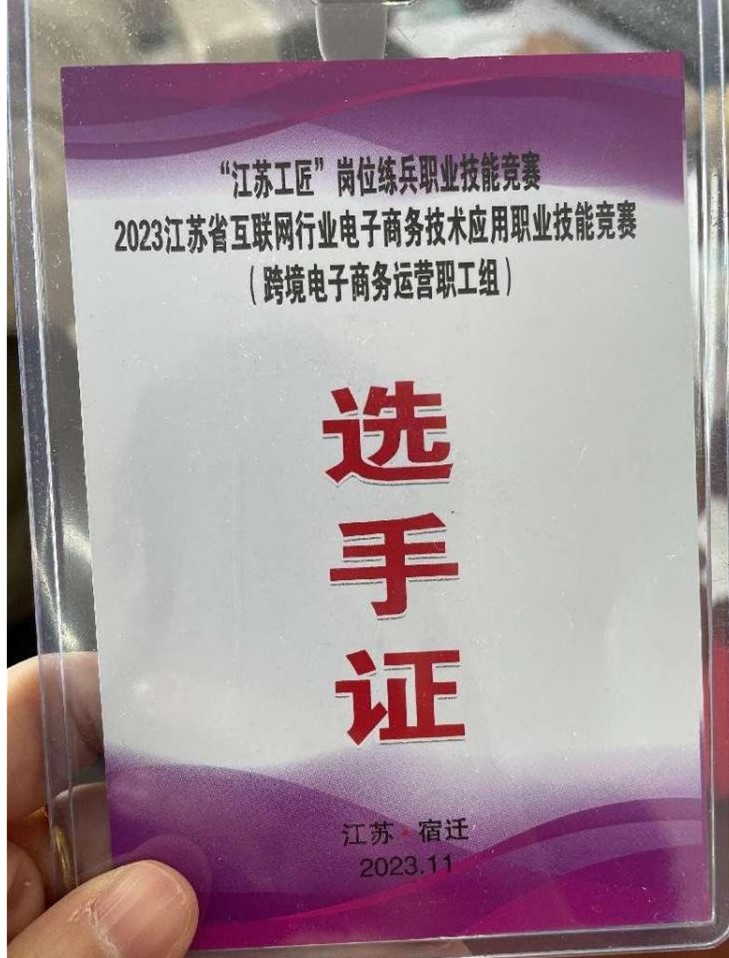 “江苏工匠”岗位练兵职业技能竞赛
2023江苏省互联网行业电子商务技术应用职业技能竞赛
(跨境电子商务运营职工组)
选
手
证
江苏·宿迁
2023.11